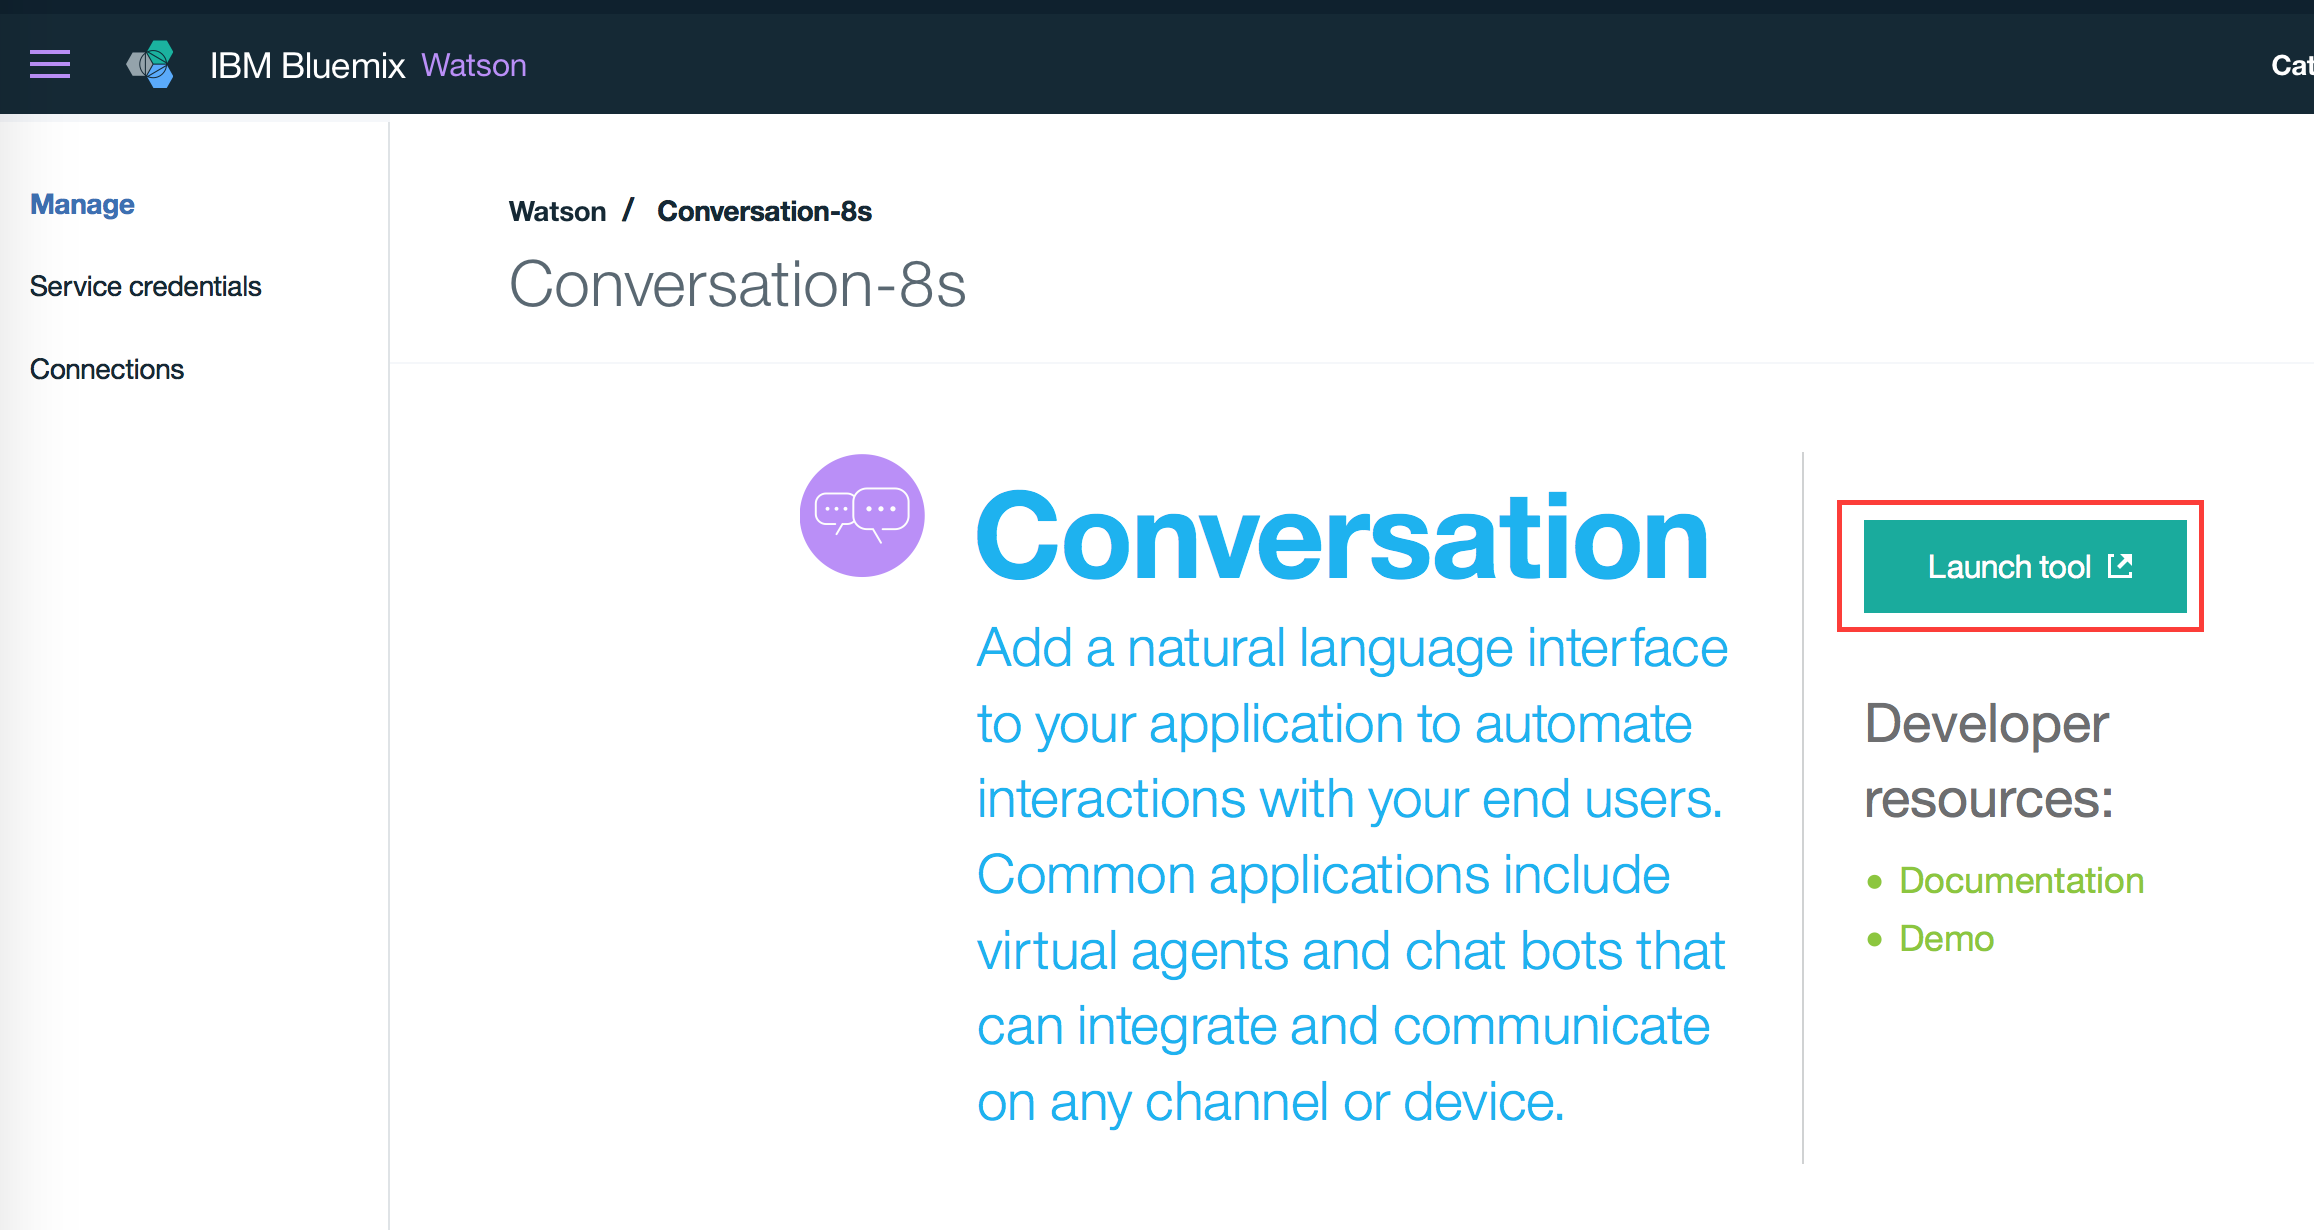 IBM Bluemix Watson
Cat
Manage
Service credentials
Connections
Watson / Conversation-8s
Conversation-8s
Conversation
Add a natural language interface
to your application to automate
interactions with your end users.
Common applications include
virtual agents and chat bots that
can integrate and communicate
on any channel or device.
Launch tool
Developer
resources:
• Documentation
• Demo